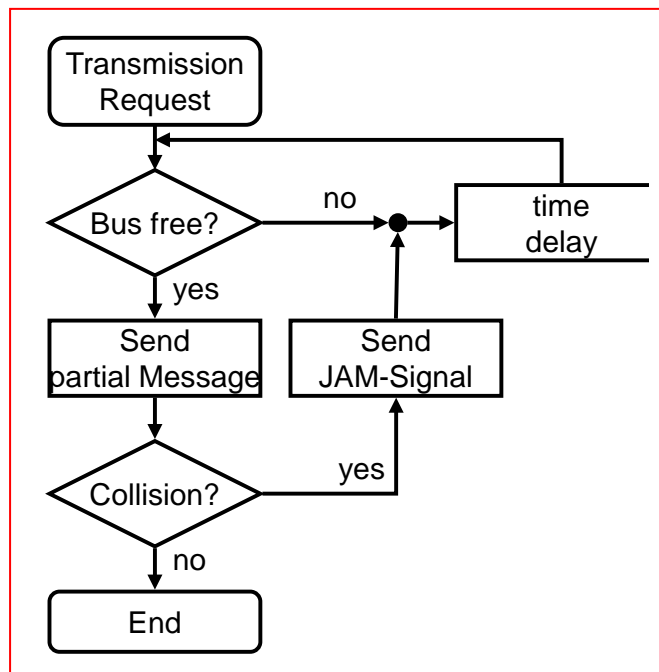 Transmission
Request
Bus free?
no
time
delay
yes
Send
partial Message
Send
JAM-Signal
Collision?
yes
no
End